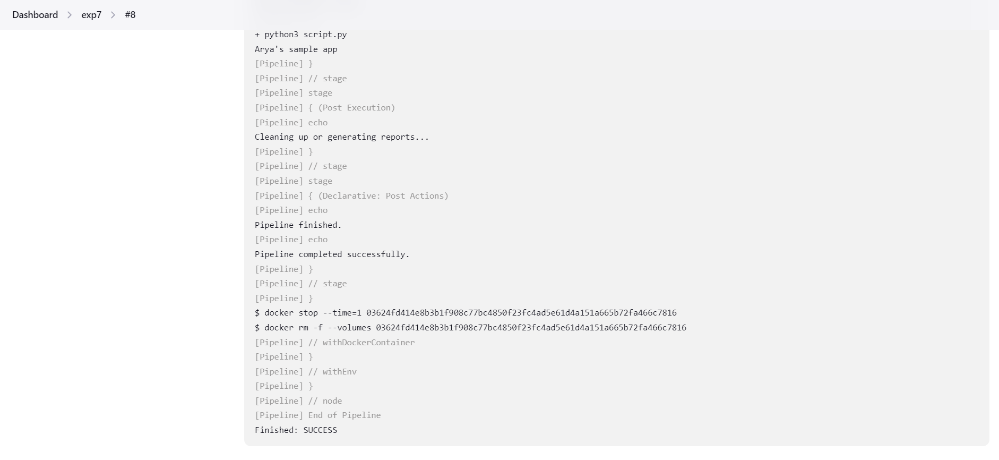 Dashboard > exp7 > #8
+ python3 script.py
Arya's sample app
[Pipeline] }
[Pipeline] // stage
[Pipeline] stage
[Pipeline] { (Post Execution)
[Pipeline] echo
Cleaning up or generating reports...
[Pipeline] }
[Pipeline] // stage
[Pipeline] stage
[Pipeline] { (Declarative: Post Actions)
[Pipeline] echo
Pipeline finished.
[Pipeline] echo
Pipeline completed successfully.
[Pipeline] }
[Pipeline] // stage
[Pipeline] }
$ docker stop --time=1 03624fd414e8b3b1f908c77bc4850f23fc4ad5e61d4a151a665b72fa466c7816
$ docker rm -f --volumes 03624fd414e8b3b1f908c77bc4850f23fc4ad5e61d4a151a665b72fa466c7816
[Pipeline] // withDockerContainer
[Pipeline] }
[Pipeline] // withEnv
[Pipeline] }
[Pipeline] // node
[Pipeline] End of Pipeline
Finished: SUCCESS